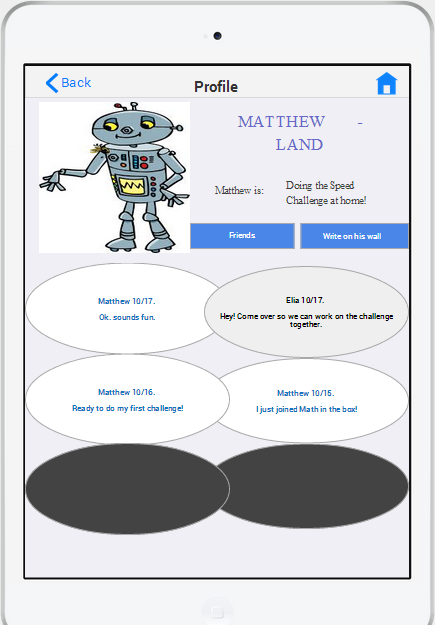 Back
Profile
MATTHEW -
LAND
Matthew is:
Doing the Speed
Challenge at home!
Friends
Write on his wall
Matthew 10/17.
Ok. sounds fun.
Elia 10/17.
Hey! Come over so we can work on the challenge
together.
Matthew 10/16.
Ready to do my first challenge!
Matthew 10/15.
I just joined Math in the box!